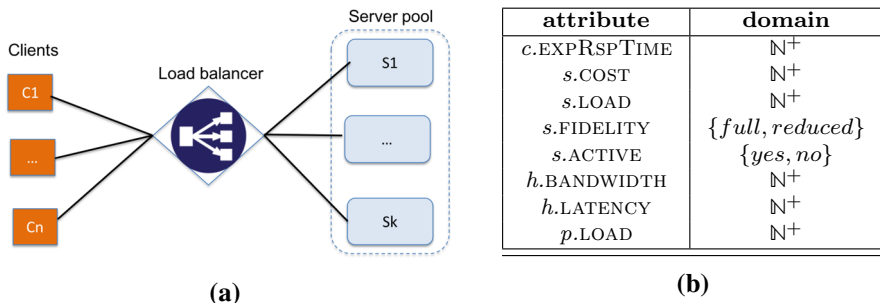 Server pool
Clients
Load balancer
C1
S1
...
...
Cn
Sk
(a)
attribute domain
c.EXPRSPTIME ℕ⁺
s.COST ℕ⁺
s.LOAD ℕ⁺
s.FIDELITY {full, reduced}
s.ACTIVE {yes, no}
h.BANDWIDTH ℕ⁺
h.LATENCY ℕ⁺
p.LOAD ℕ⁺
(b)